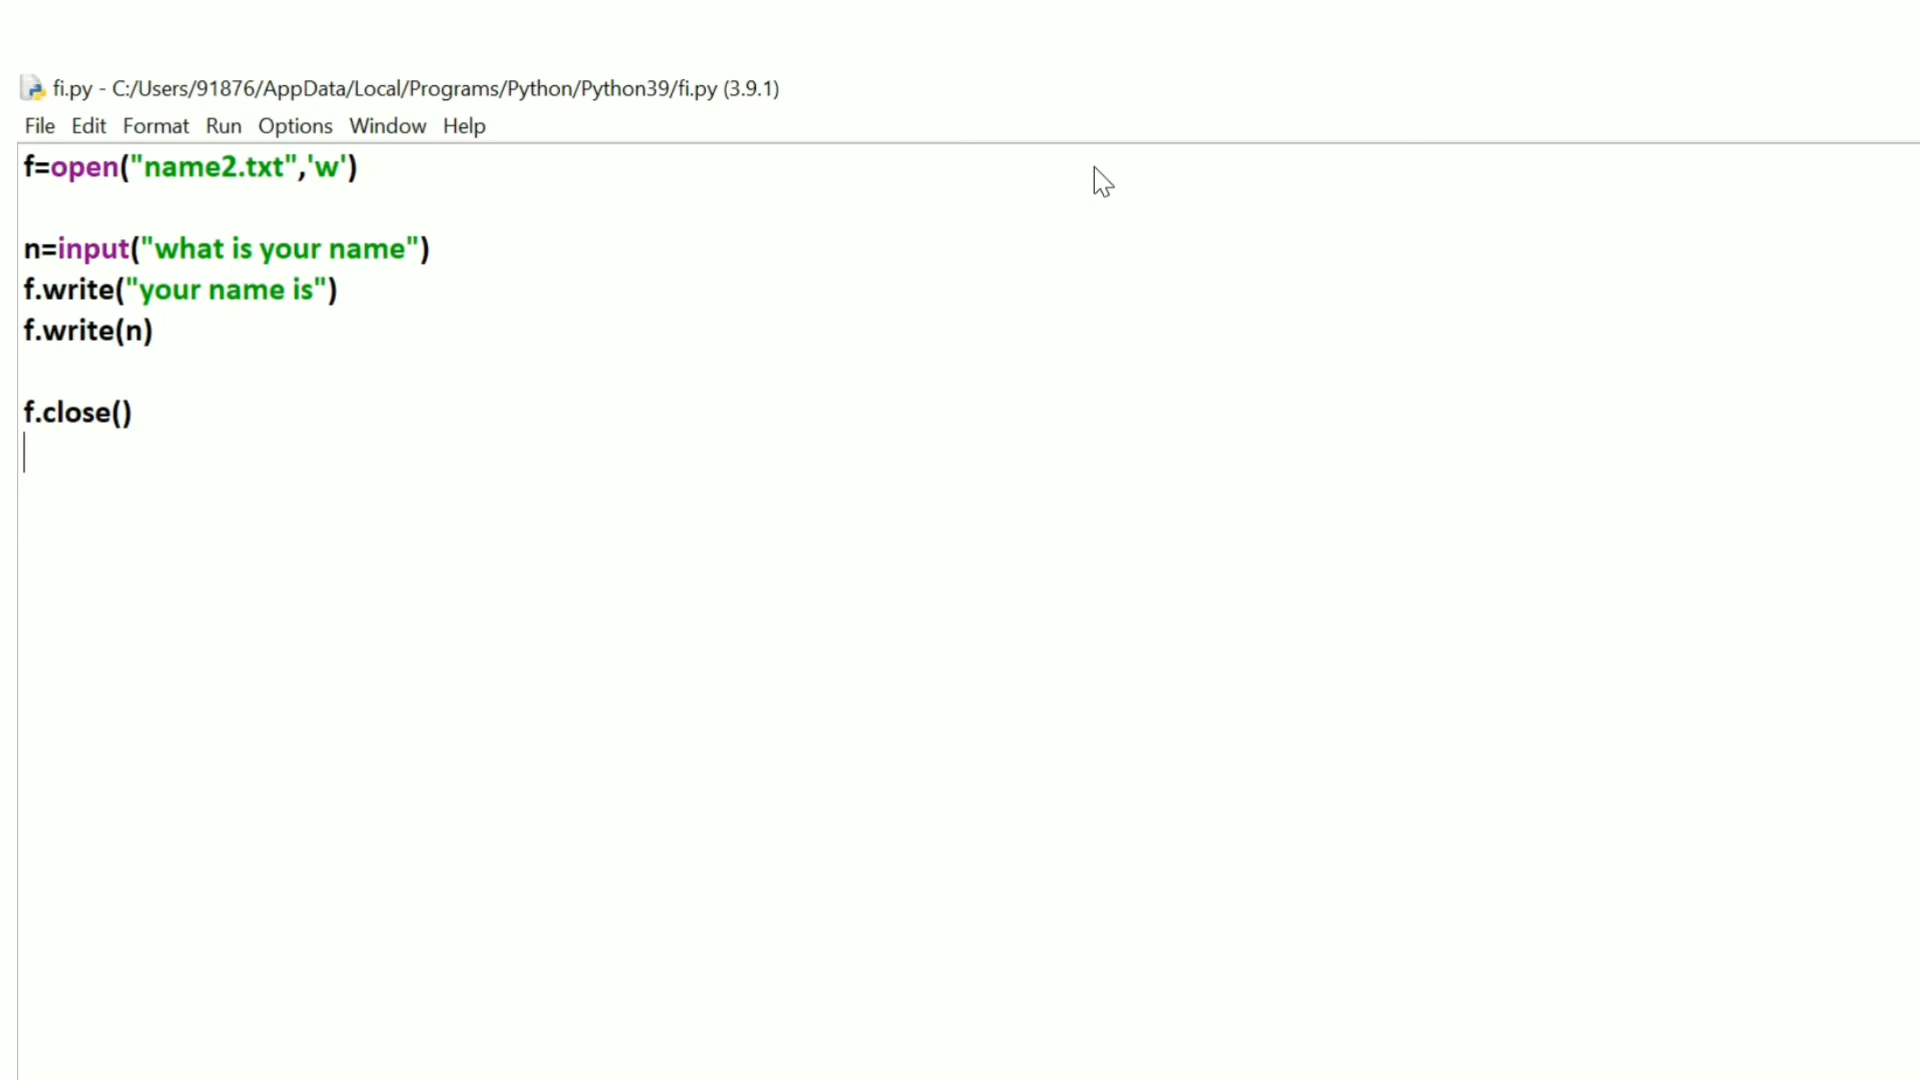 fi.py - C:/Users/91876/AppData/Local/Programs/Python/Python39/fi.py (3.9.1)
File Edit Format Run Options Window Help
f=open("name2.txt",'w')
n=input("what is your name")
f.write("your name is")
f.write(n)
f.close()